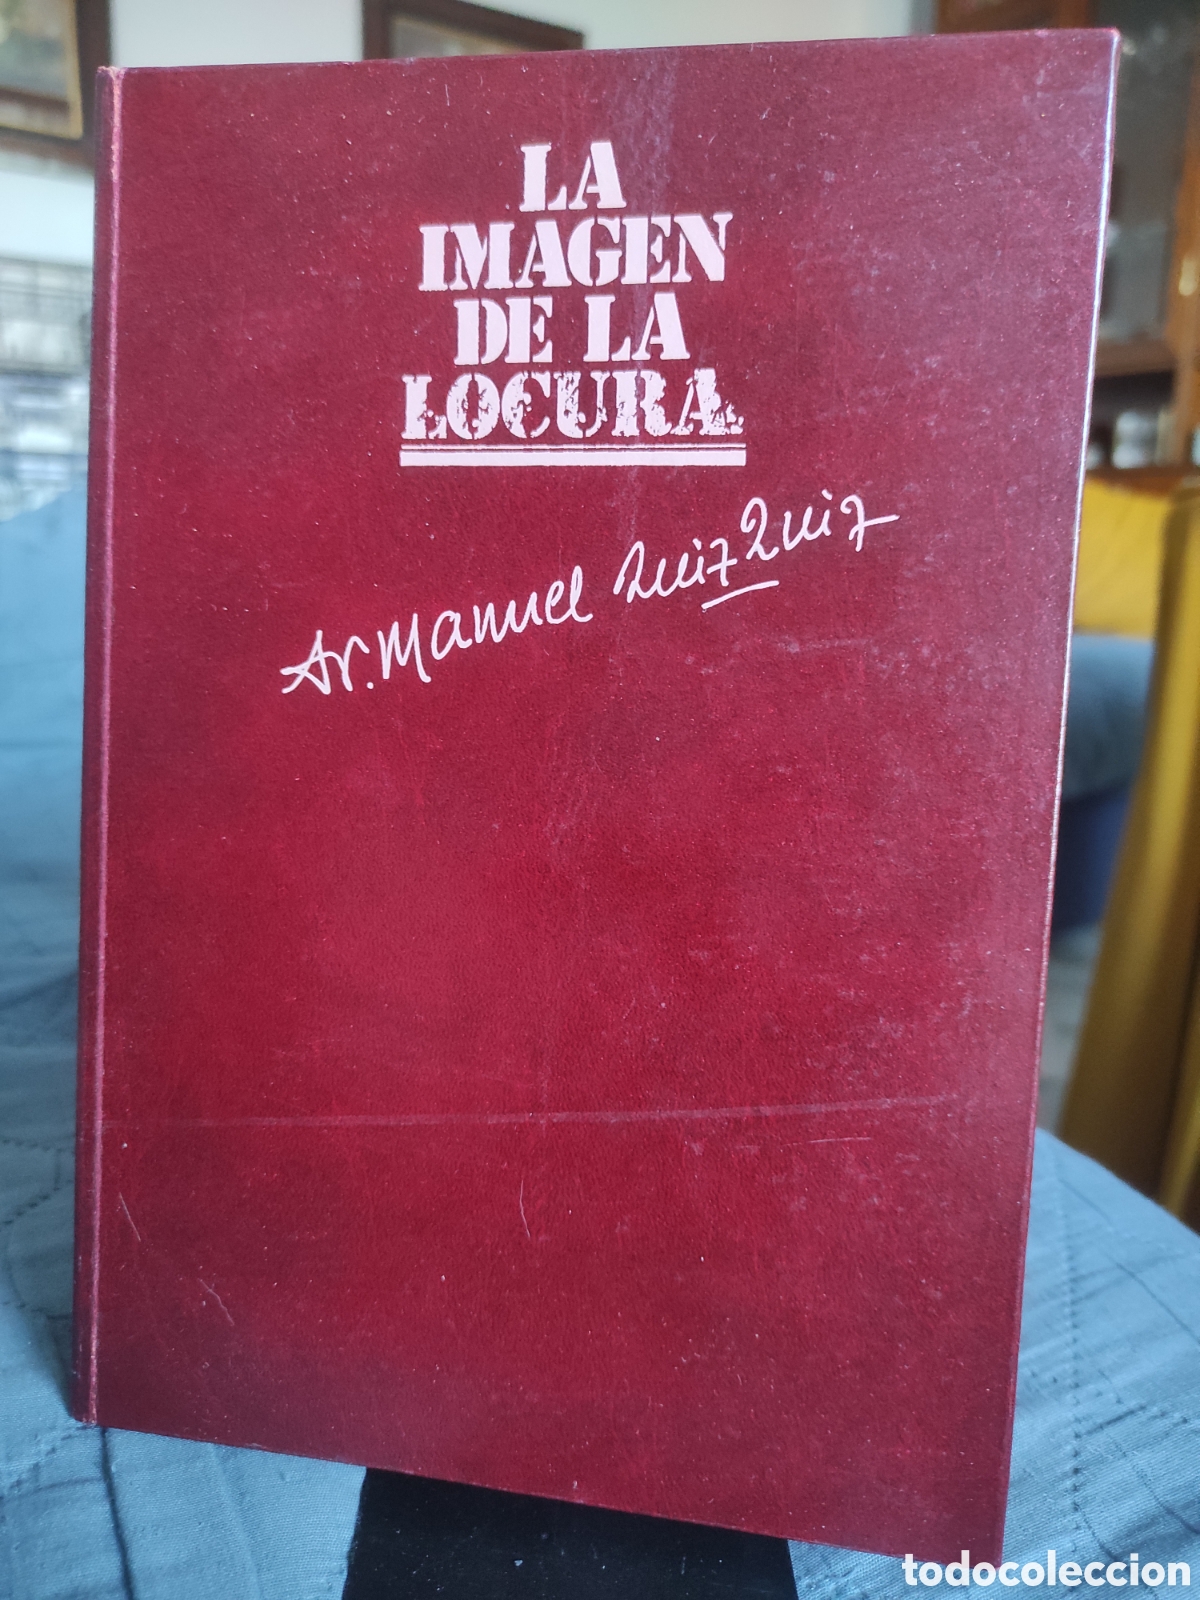 LA
IMAGEN
DE LA
LOCURA
Dr. Manuel Ruiz Ruiz
todocoleccion